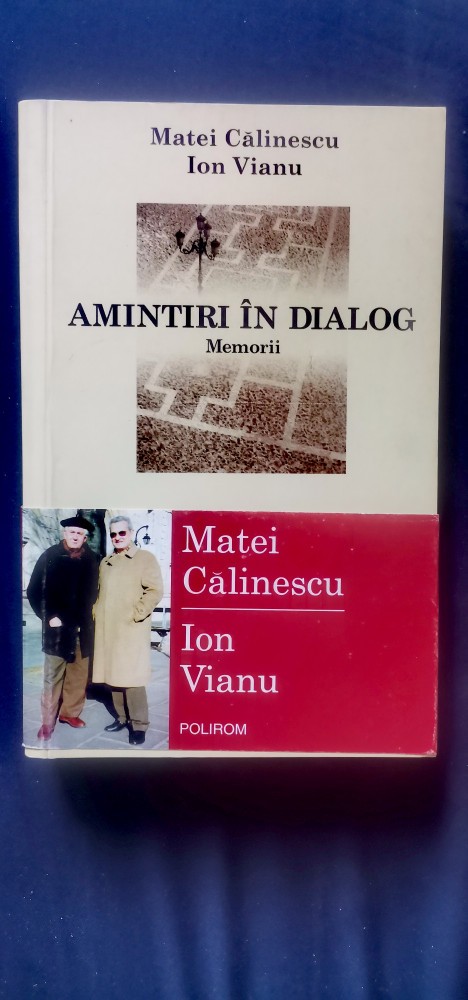 Matei Călinescu
Ion Vianu
AMINTIRI ÎN DIALOG
Memorii
Matei
Călinescu
Ion
Vianu
POLIROM